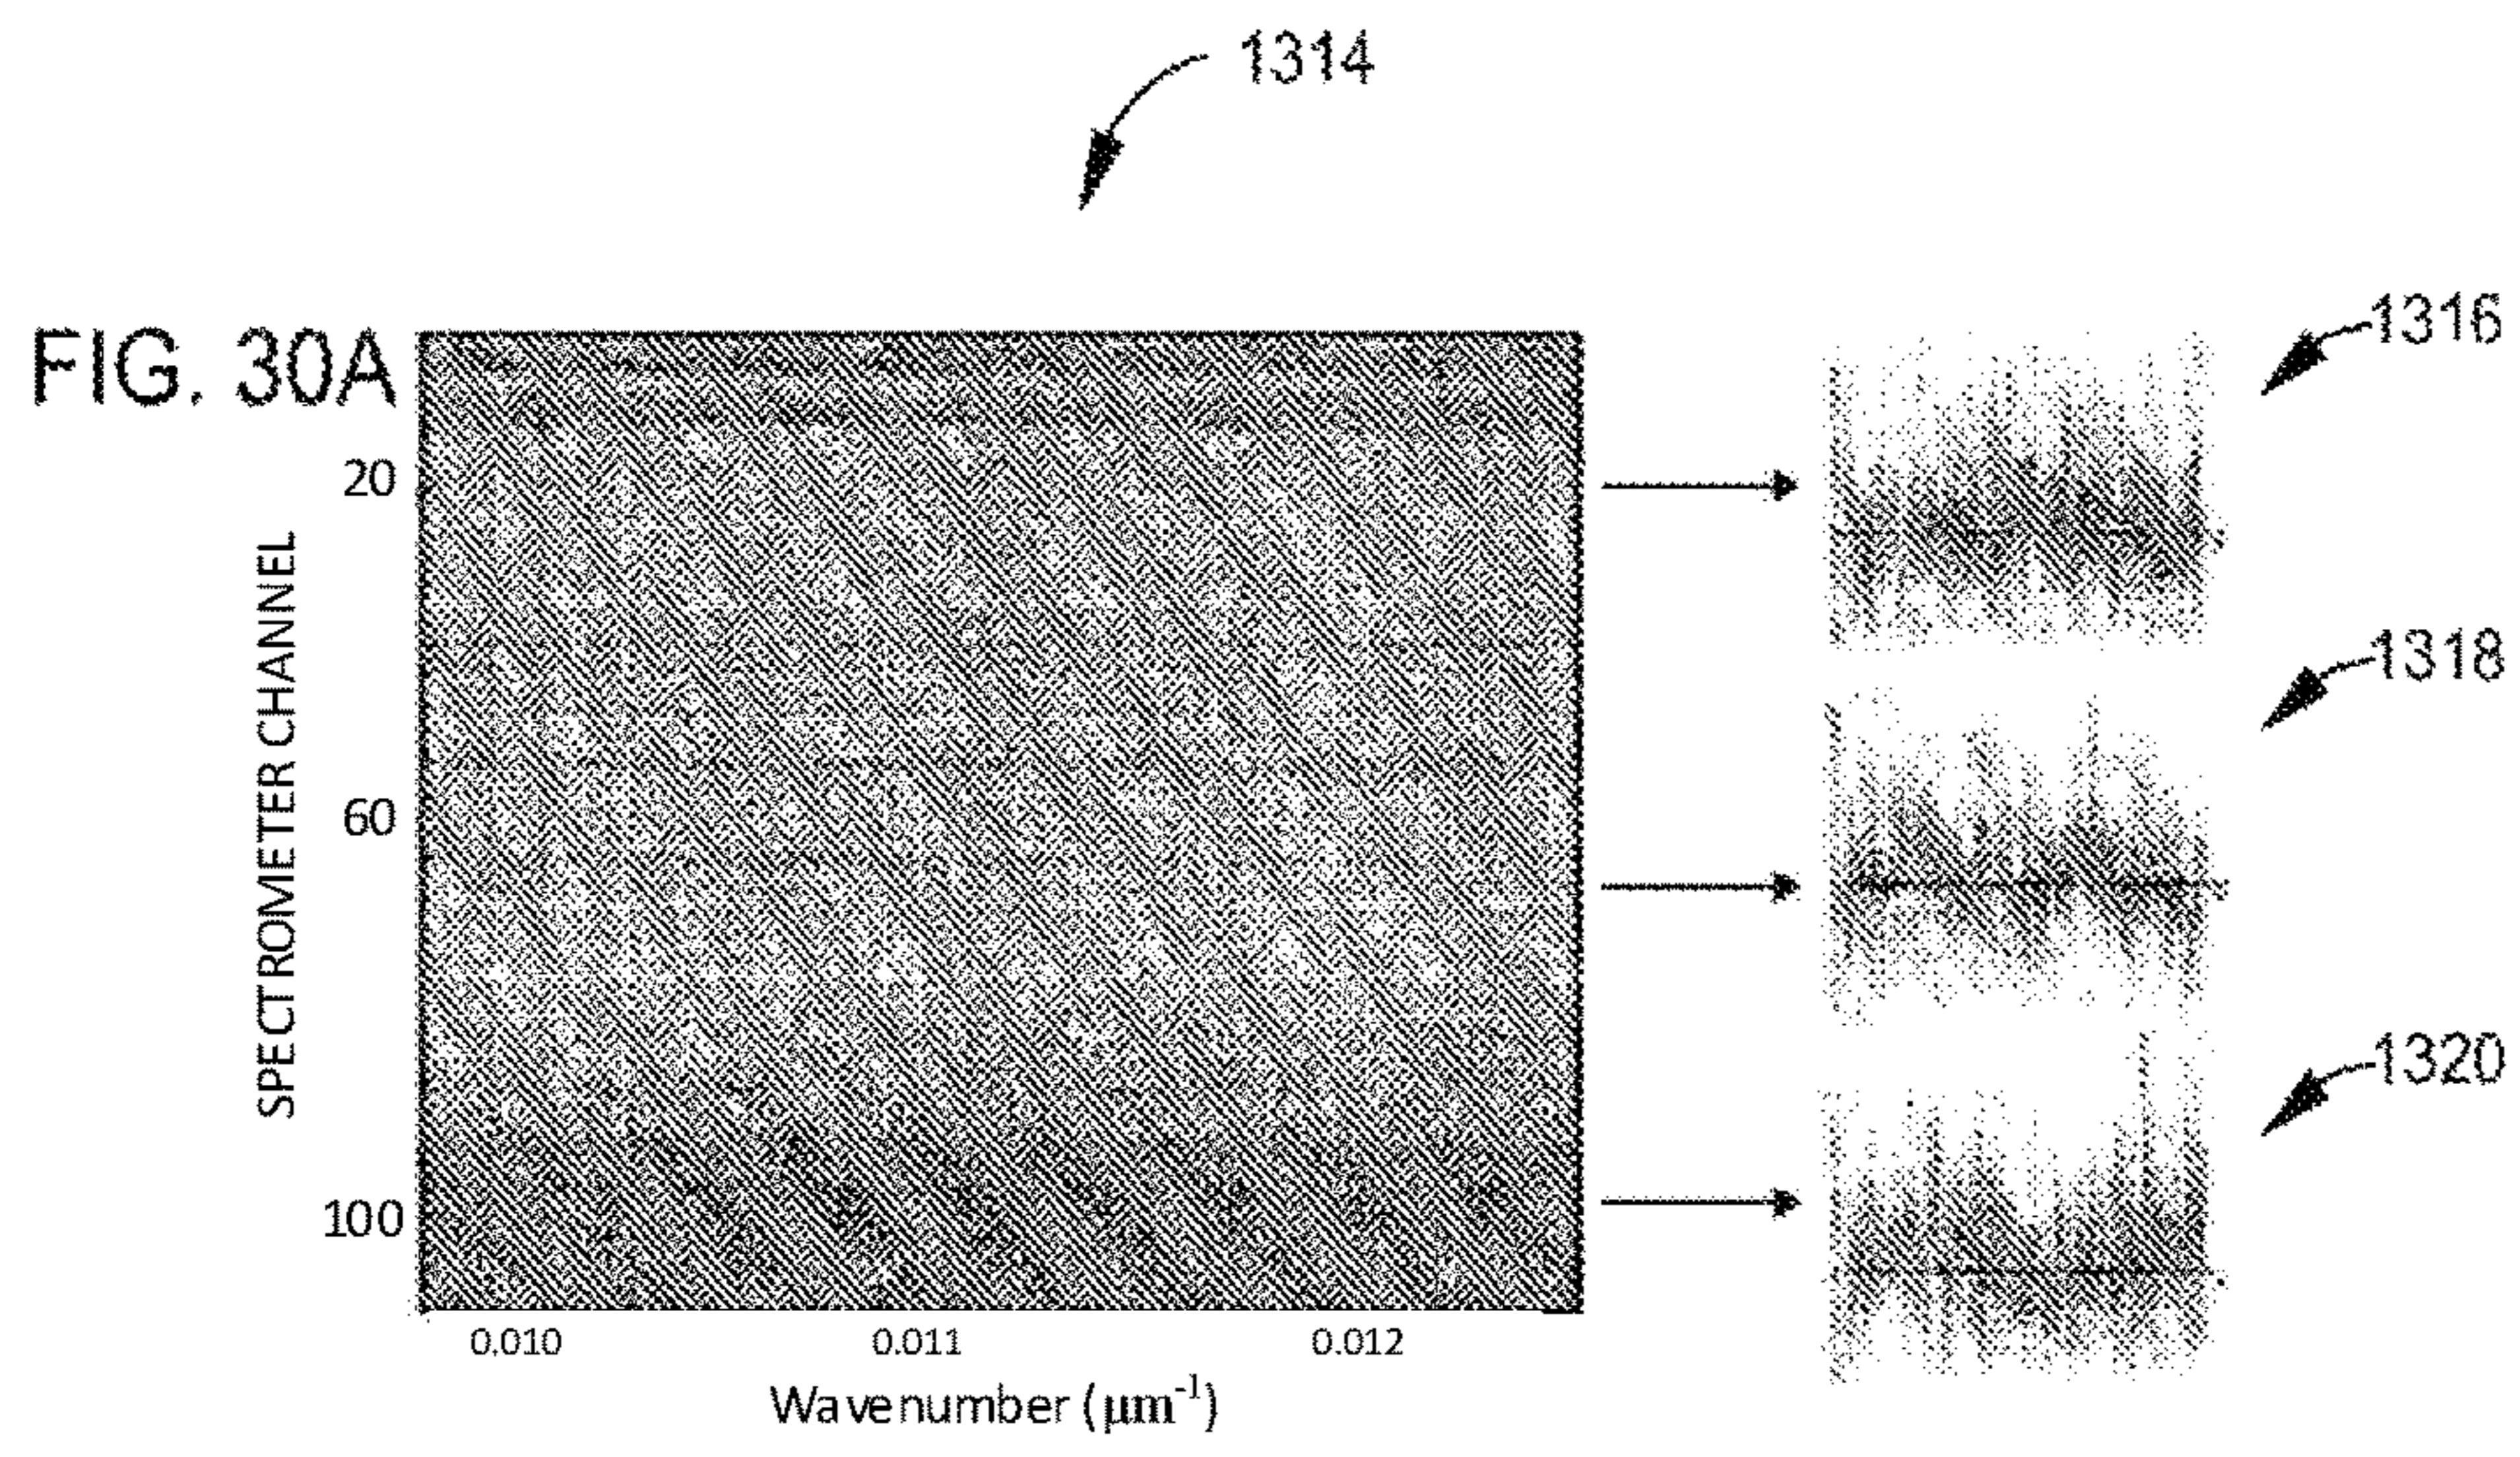 1314
FIG. 30A
1316
20
SPECTROMETER CHANNEL
1318
60
1320
100
0.010 0.011 0.012
Wavenumber (μm⁻¹)